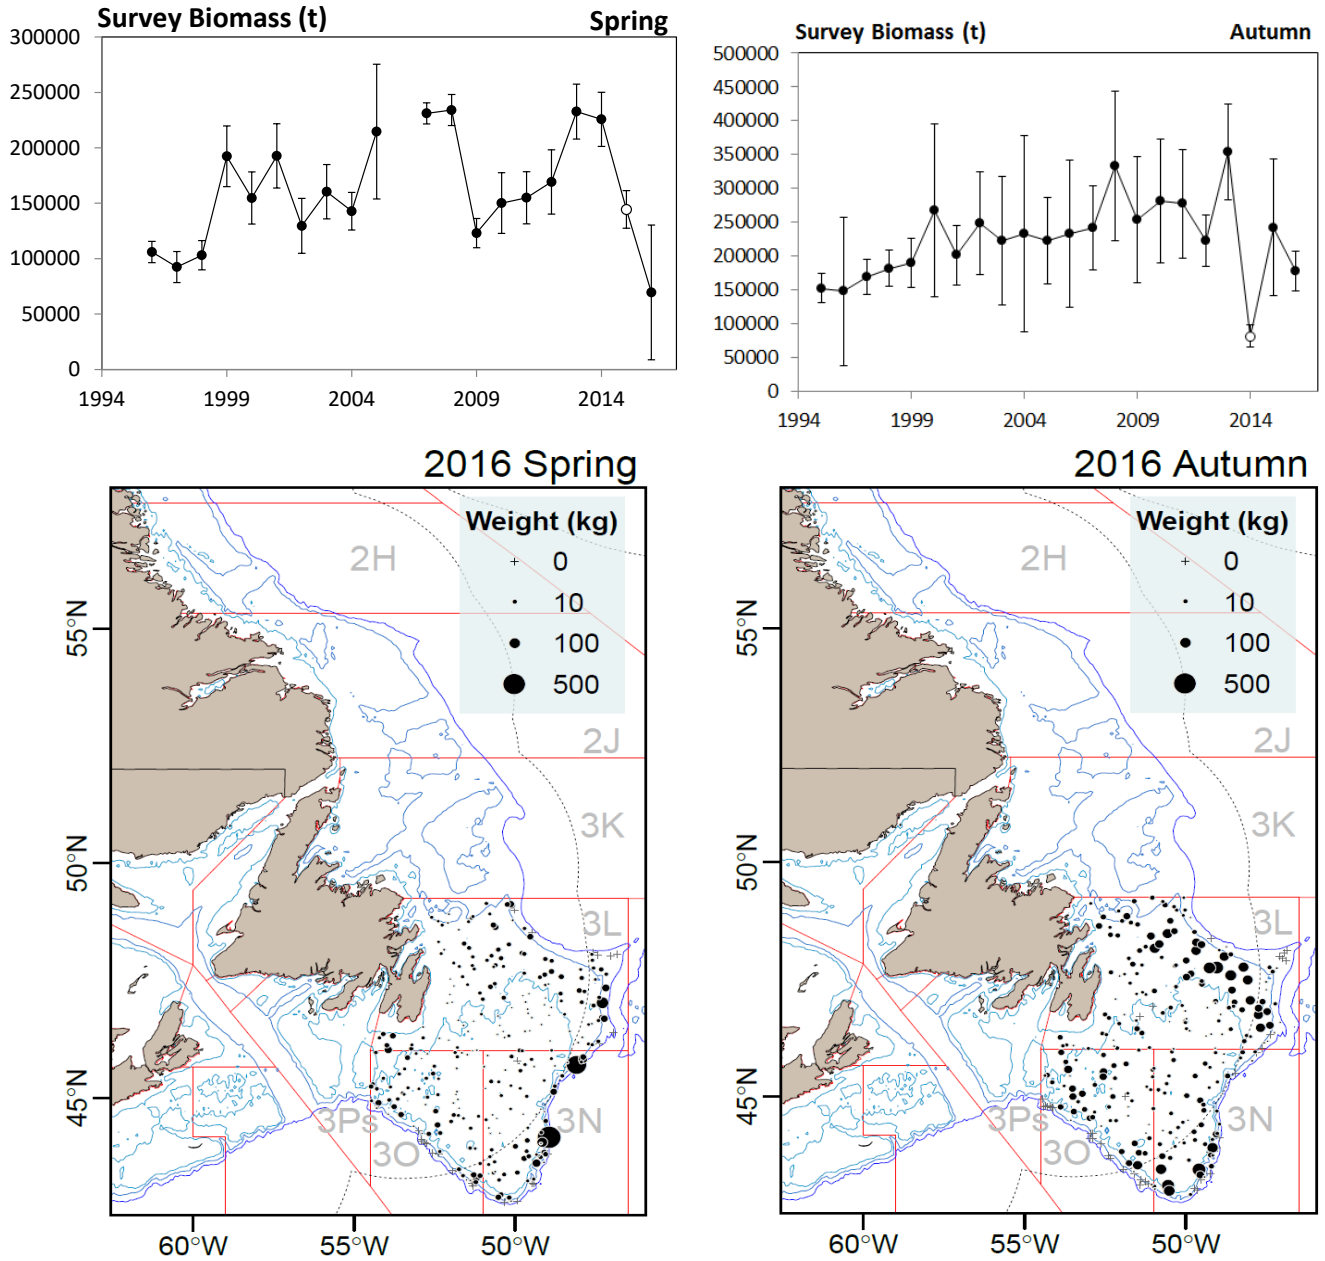 Survey Biomass (t) Spring
300000
250000
200000
150000
100000
50000
0
1994 1999 2004 2009 2014
Survey Biomass (t) Autumn
500000
450000
400000
350000
300000
250000
200000
150000
100000
50000
0
1994 1999 2004 2009 2014
2016 Spring
Weight (kg)
0
10
100
500
2H
2J
3K
3L
3N
3O
3Ps
55°N
50°N
45°N
60°W 55°W 50°W
2016 Autumn
Weight (kg)
0
10
100
500
2H
2J
3K
3L
3N
3O
3Ps
55°N
50°N
45°N
60°W 55°W 50°W